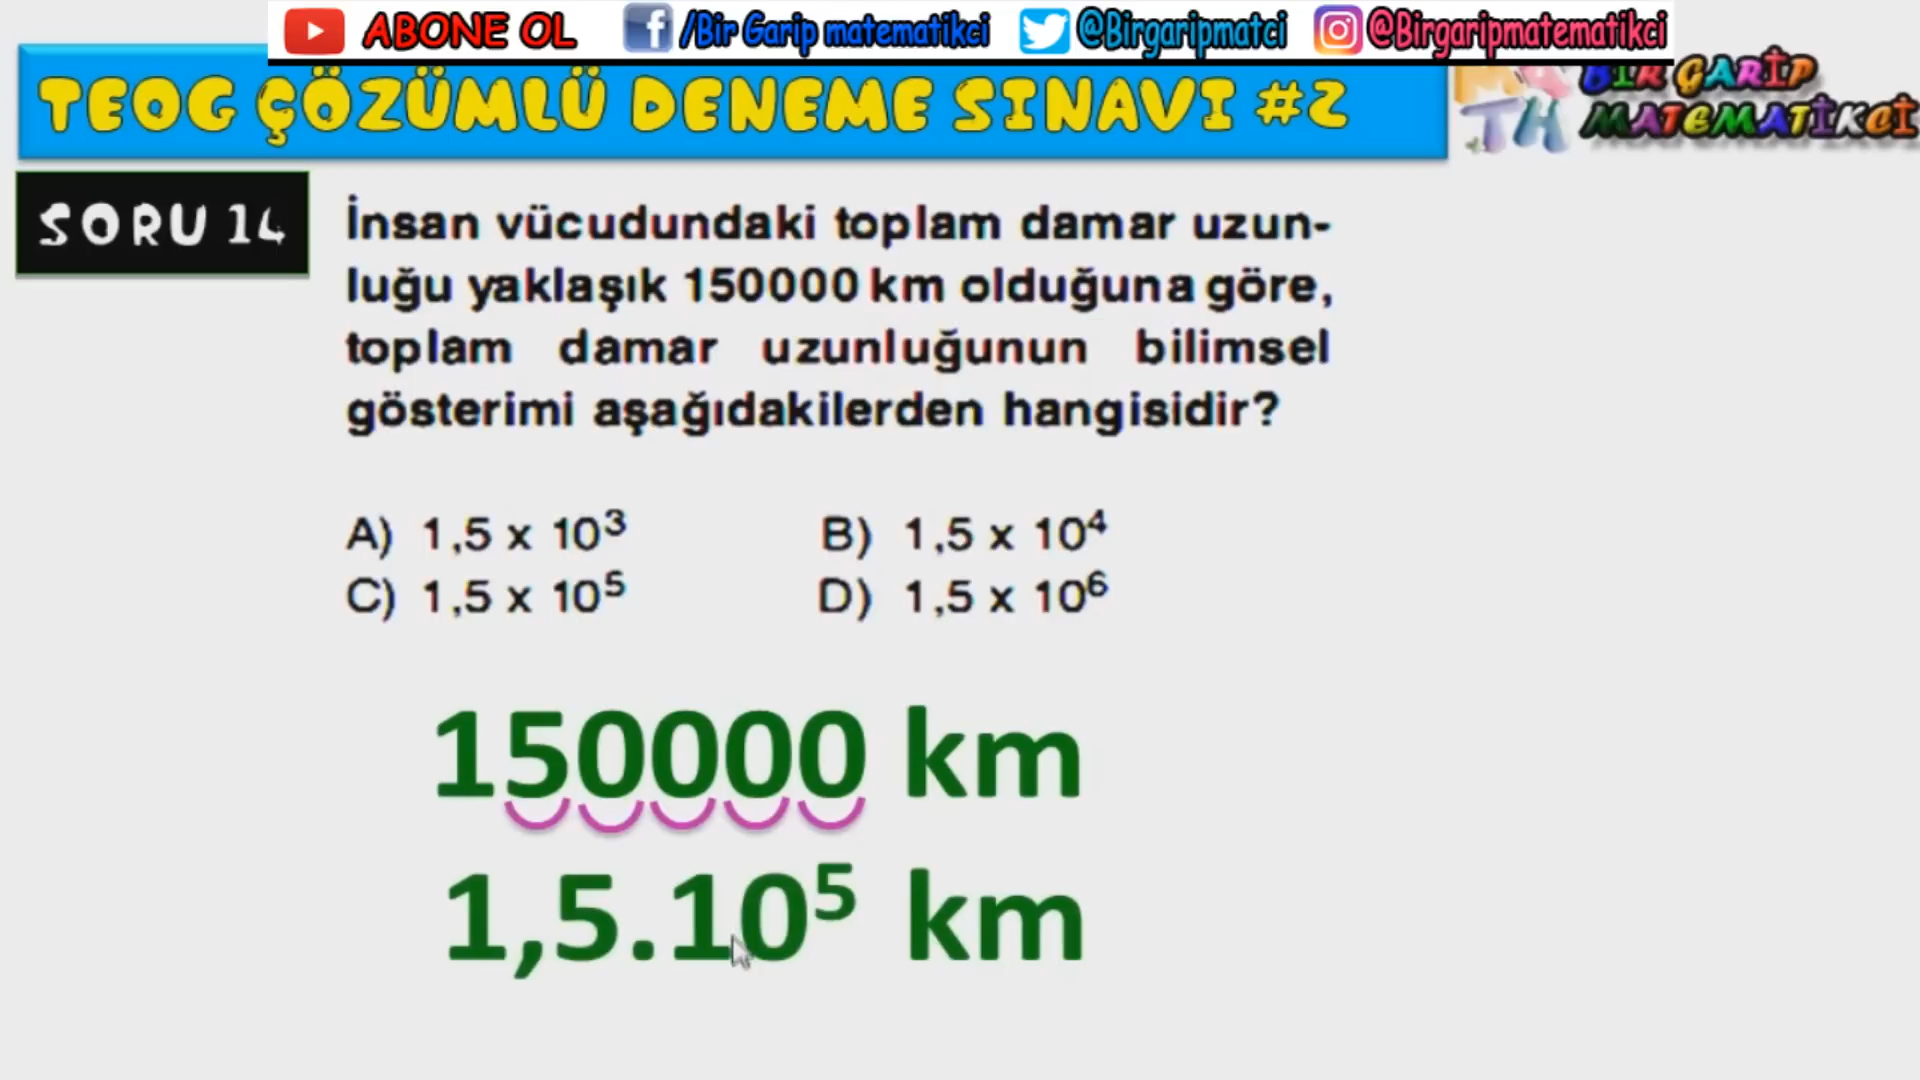 ABONE OL /Bir Garip matematikci @Birgaripmatci @Birgaripmatematikci
TEOG ÇÖZÜMLÜ DENEME SINAVI #2
BİR GARİP
MATEMATİKCİ
SORU 14
İnsan vücudundaki toplam damar uzun-
luğu yaklaşık 150000 km olduğuna göre,
toplam damar uzunluğunun bilimsel
gösterimi aşağıdakilerden hangisidir?
A) 1,5 x 10³ B) 1,5 x 10⁴
C) 1,5 x 10⁵ D) 1,5 x 10⁶
150000 km
1,5.10⁵ km